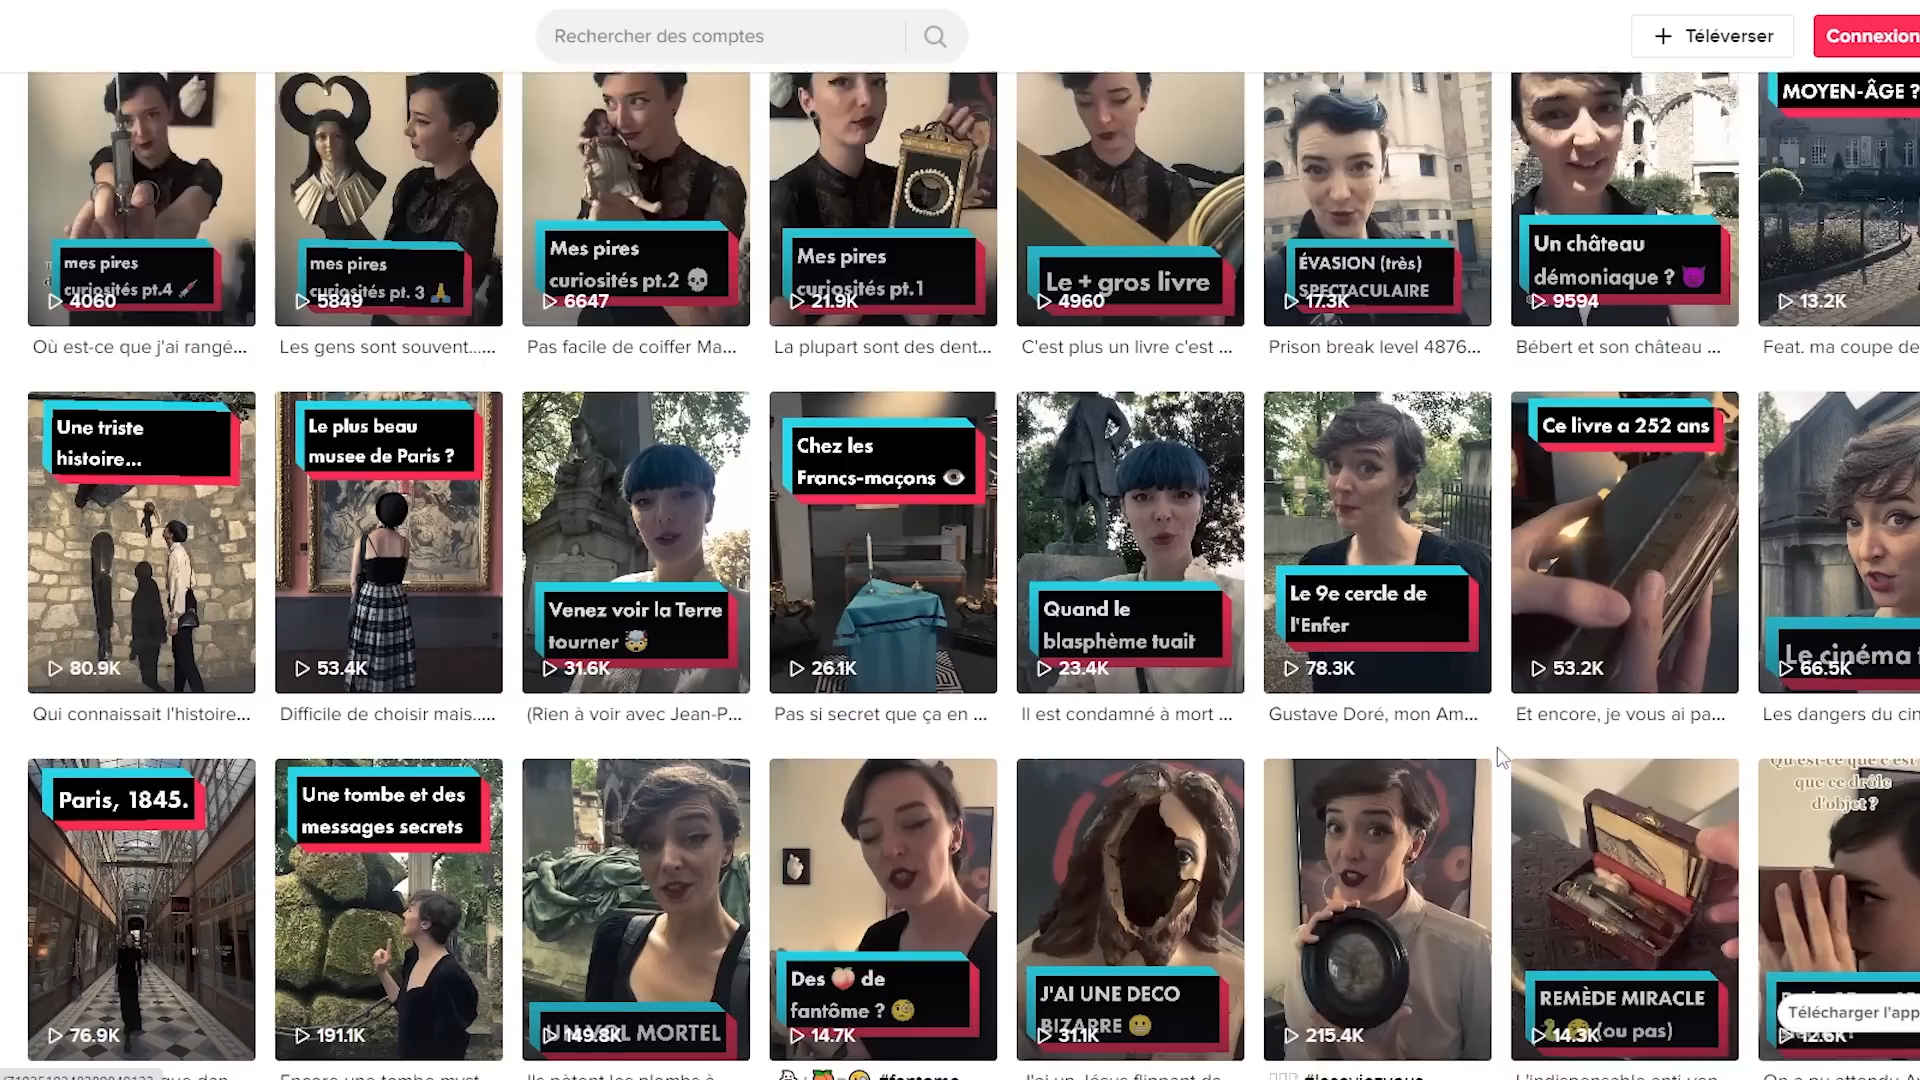 Rechercher des comptes
Téléverser
Connexion
mes pires
curiosités pt.4
4060
mes pires
curiosités pt. 3
5849
Mes pires
curiosités pt.2
6647
Mes pires
curiosités pt.1
21.9K
Le + gros livre
4960
ÉVASION (très)
SPECTACULAIRE
17.3K
Un château
démoniaque ?
9594
MOYEN-ÂGE ?
13.2K
Où est-ce que j'ai rangé...
Les gens sont souvent......
Pas facile de coiffer Ma...
La plupart sont des dent...
C'est plus un livre c'est ...
Prison break level 4876...
Bébert et son château ...
Feat. ma coupe de
Une triste
histoire...
80.9K
Le plus beau
musee de Paris ?
53.4K
Venez voir la Terre
tourner
31.6K
Chez les
Francs-maçons
26.1K
Quand le
blasphème tuait
23.4K
Le 9e cercle de
l'Enfer
78.3K
Ce livre a 252 ans
53.2K
Le cinéma
66.5K
Qui connaissait l'histoire...
Difficile de choisir mais.....
(Rien à voir avec Jean-P...
Pas si secret que ça en ...
Il est condamné à mort ...
Gustave Doré, mon Am...
Et encore, je vous ai pa...
Les dangers du cin
Paris, 1845.
76.9K
Une tombe et des
messages secrets
191.1K
MORTEL
149.8K
Des 🍑 de
fantôme ?
14.7K
J'AI UNE DECO
BIZARRE
31.1K
215.4K
REMÈDE MIRACLE
(ou pas)
14.3K
Qu'est-ce que c'est
que ce drôle
d'objet ?
Télécharger l'app
12.6K